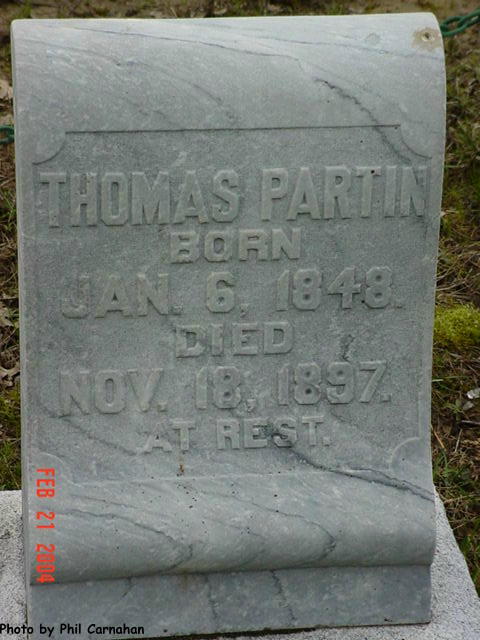 THOMAS PARTIN
BORN
JAN. 6, 1848.
DIED
NOV. 18, 1897.
AT REST.
FEB 21 2004
Photo by Phil Carnahan